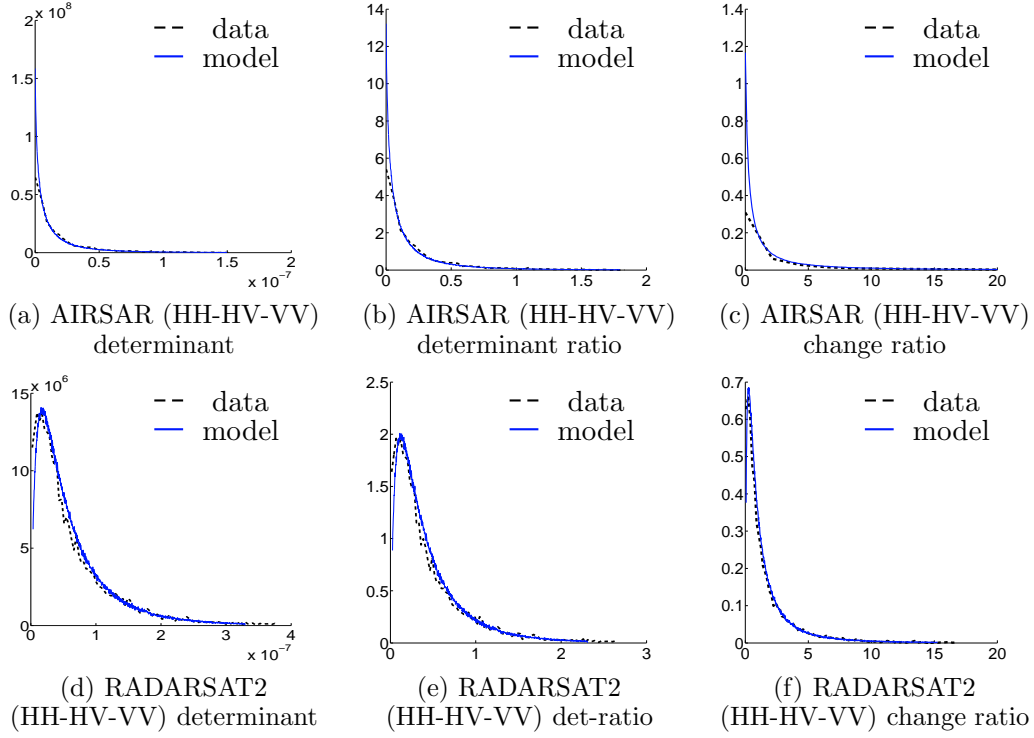 2 x 10^8
1.5
1
0.5
0
0 0.5 1 1.5 2
x 10^-7
data
model
(a) AIRSAR (HH-HV-VV)
determinant
14
12
10
8
6
4
2
0
0 0.5 1 1.5 2
data
model
(b) AIRSAR (HH-HV-VV)
determinant ratio
1.4
1.2
1
0.8
0.6
0.4
0.2
0
0 5 10 15 20
data
model
(c) AIRSAR (HH-HV-VV)
change ratio
x 10^6
15
10
5
0
0 1 2 3 4
x 10^-7
data
model
(d) RADARSAT2
(HH-HV-VV) determinant
2.5
2
1.5
1
0.5
0
0 1 2 3
data
model
(e) RADARSAT2
(HH-HV-VV) det-ratio
0.7
0.6
0.5
0.4
0.3
0.2
0.1
0
0 5 10 15 20
data
model
(f) RADARSAT2
(HH-HV-VV) change ratio